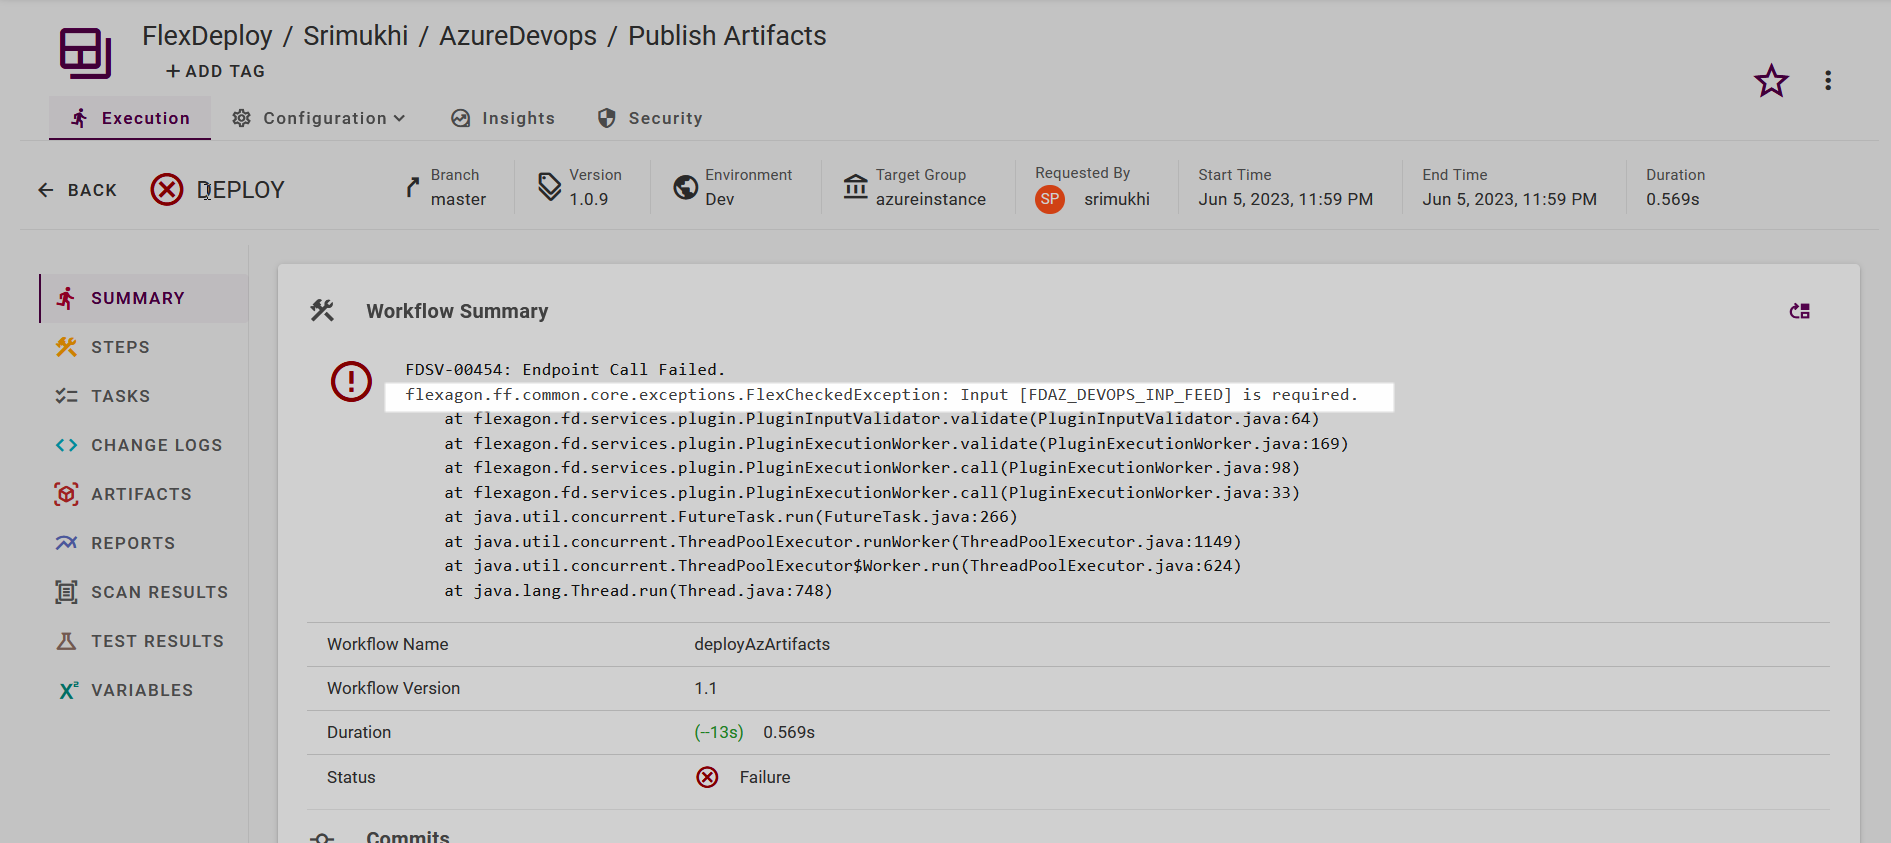 FlexDeploy / Srimukhi / AzureDevops / Publish Artifacts
+ ADD TAG
Execution Configuration Insights Security
BACK DEPLOY
Branch master
Version 1.0.9
Environment Dev
Target Group azureinstance
Requested By SP srimukhi
Start Time Jun 5, 2023, 11:59 PM
End Time Jun 5, 2023, 11:59 PM
Duration 0.569s
SUMMARY
STEPS
TASKS
CHANGE LOGS
ARTIFACTS
REPORTS
SCAN RESULTS
TEST RESULTS
X² VARIABLES
Workflow Summary
FDSV-00454: Endpoint Call Failed.
flexagon.ff.common.core.exceptions.FlexCheckedException: Input [FDAZ_DEVOPS_INP_FEED] is required.
at flexagon.fd.services.plugin.PluginInputValidator.validate(PluginInputValidator.java:64)
at flexagon.fd.services.plugin.PluginExecutionWorker.validate(PluginExecutionWorker.java:169)
at flexagon.fd.services.plugin.PluginExecutionWorker.call(PluginExecutionWorker.java:98)
at flexagon.fd.services.plugin.PluginExecutionWorker.call(PluginExecutionWorker.java:33)
at java.util.concurrent.FutureTask.run(FutureTask.java:266)
at java.util.concurrent.ThreadPoolExecutor.runWorker(ThreadPoolExecutor.java:1149)
at java.util.concurrent.ThreadPoolExecutor$Worker.run(ThreadPoolExecutor.java:624)
at java.lang.Thread.run(Thread.java:748)
Workflow Name deployAzArtifacts
Workflow Version 1.1
Duration (--13s) 0.569s
Status Failure
Commits